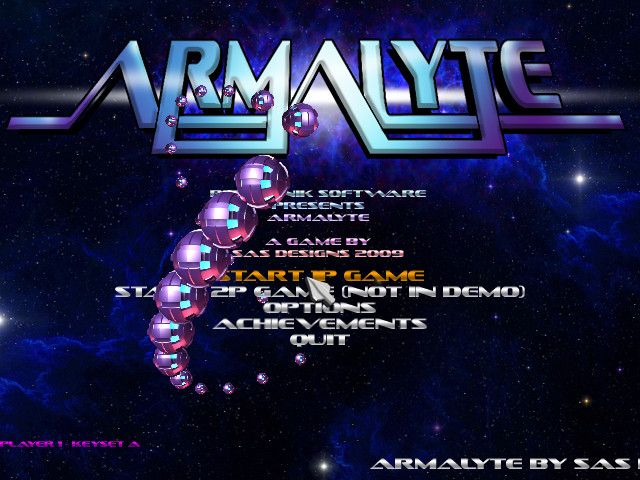 ARMALYTE
SOFTWARE
PRESENTS
ARMALYTE
A GAME BY
SAS DESIGNS 2009
START 1P GAME
2P GAME (NOT IN DEMO)
OPTIONS
ACHIEVEMENTS
QUIT
PLAYER 1 KEYSET A
ARMALYTE BY SAS